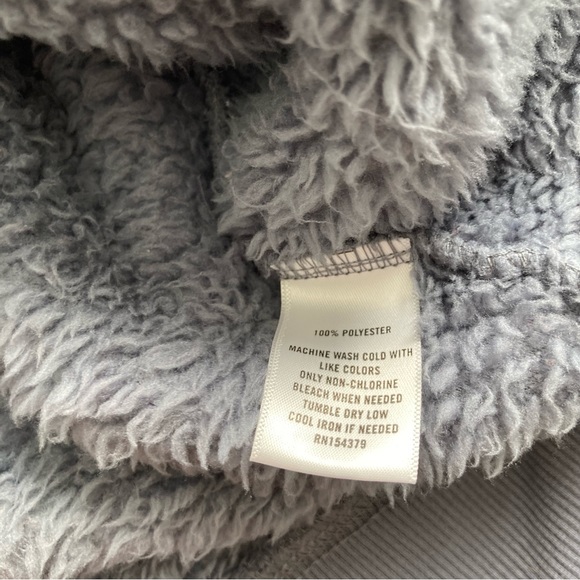 100% POLYESTER
MACHINE WASH COLD WITH
LIKE COLORS
ONLY NON-CHLORINE
BLEACH WHEN NEEDED
TUMBLE DRY LOW
COOL IRON IF NEEDED
RN154379